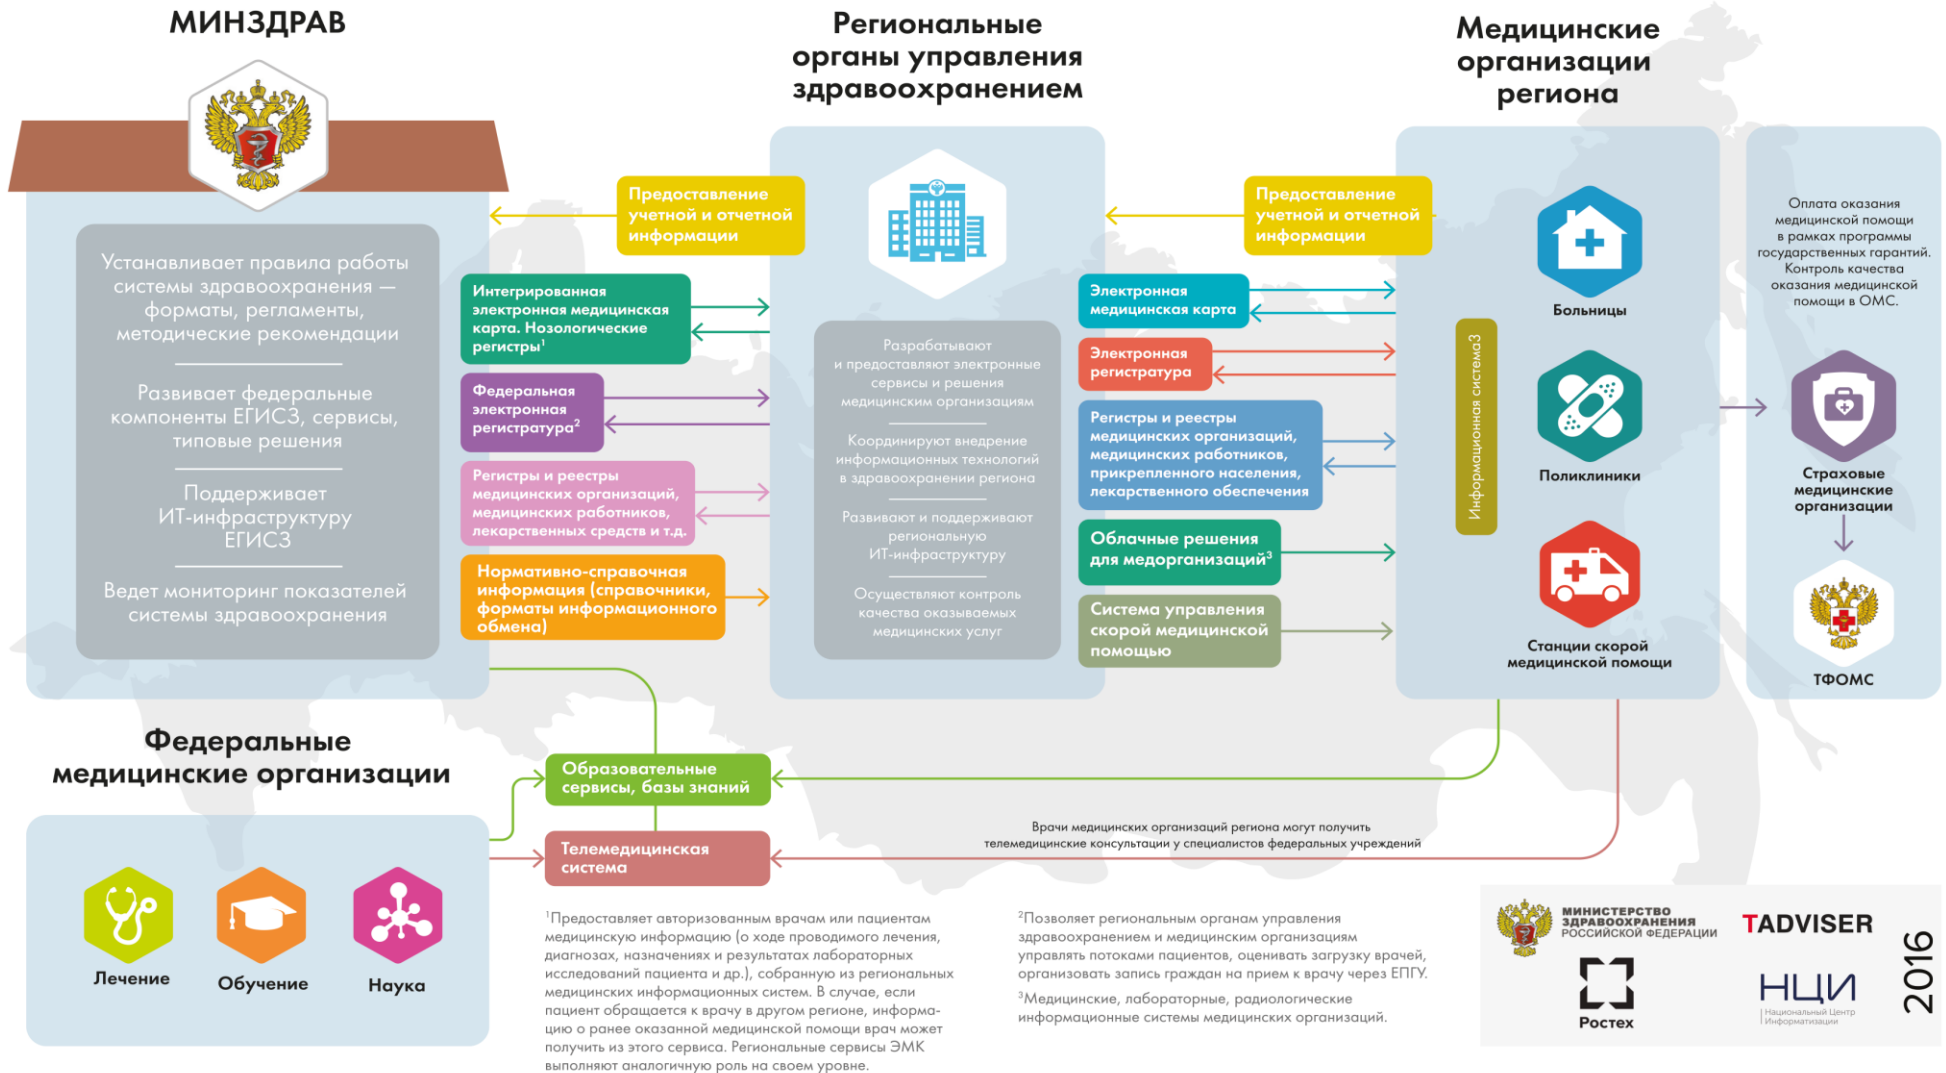 МИНЗДРАВ
Региональные
органы управления
здравоохранением
Медицинские
организации
региона
Устанавливает правила работы
системы здравоохранения —
форматы, регламенты,
методические рекомендации
Развивает федеральные
компоненты ЕГИСЗ, сервисы,
типовые решения
Поддерживает
ИТ-инфраструктуру
ЕГИСЗ
Ведет мониторинг показателей
системы здравоохранения
Предоставление
учетной и отчетной
информации
Интегрированная
электронная медицинская
карта. Нозологические
регистры¹
Федеральная
электронная
регистратура²
Регистры и реестры
медицинских организаций,
медицинских работников,
лекарственных средств и т.д.
Нормативно-справочная
информация (справочники,
форматы информационного
обмена)
Разрабатывают
и предоставляют электронные
сервисы и решения
медицинским организациям
Координируют внедрение
информационных технологий
в здравоохранении региона
Развивают и поддерживают
региональную
ИТ-инфраструктуру
Осуществляют контроль
качества оказываемых
медицинских услуг
Предоставление
учетной и отчетной
информации
Электронная
медицинская карта
Электронная
регистратура
Регистры и реестры
медицинских организаций,
медицинских работников,
прикрепленного населения,
лекарственного обеспечения
Облачные решения
для медорганизаций³
Система управления
скорой медицинской
помощью
Информационная система3
Больницы
Поликлиники
Станции скорой
медицинской помощи
Оплата оказания
медицинской помощи
в рамках программы
государственных гарантий.
Контроль качества
оказания медицинской
помощи в ОМС.
Страховые
медицинские
организации
ТФОМС
Федеральные
медицинские организации
Лечение
Обучение
Наука
Образовательные
сервисы, базы знаний
Телемедицинская
система
Врачи медицинских организаций региона могут получить
телемедицинские консультации у специалистов федеральных учреждений
¹Предоставляет авторизованным врачам или пациентам
медицинскую информацию (о ходе проводимого лечения,
диагнозах, назначениях и результатах лабораторных
исследований пациента и др.), собранную из региональных
медицинских информационных систем. В случае, если
пациент обращается к врачу в другом регионе, информа-
цию о ранее оказанной медицинской помощи врач может
получить из этого сервиса. Региональные сервисы ЭМК
выполняют аналогичную роль на своем уровне.
²Позволяет региональным органам управления
здравоохранением и медицинским организациям
управлять потоками пациентов, оценивать загрузку врачей,
организовать запись граждан на прием к врачу через ЕПГУ.
³Медицинские, лабораторные, радиологические
информационные системы медицинских организаций.
МИНИСТЕРСТВО
ЗДРАВООХРАНЕНИЯ
РОССИЙСКОЙ ФЕДЕРАЦИИ
TADVISER
Ростех
НЦИ
Национальный Центр
Информатизации
2016